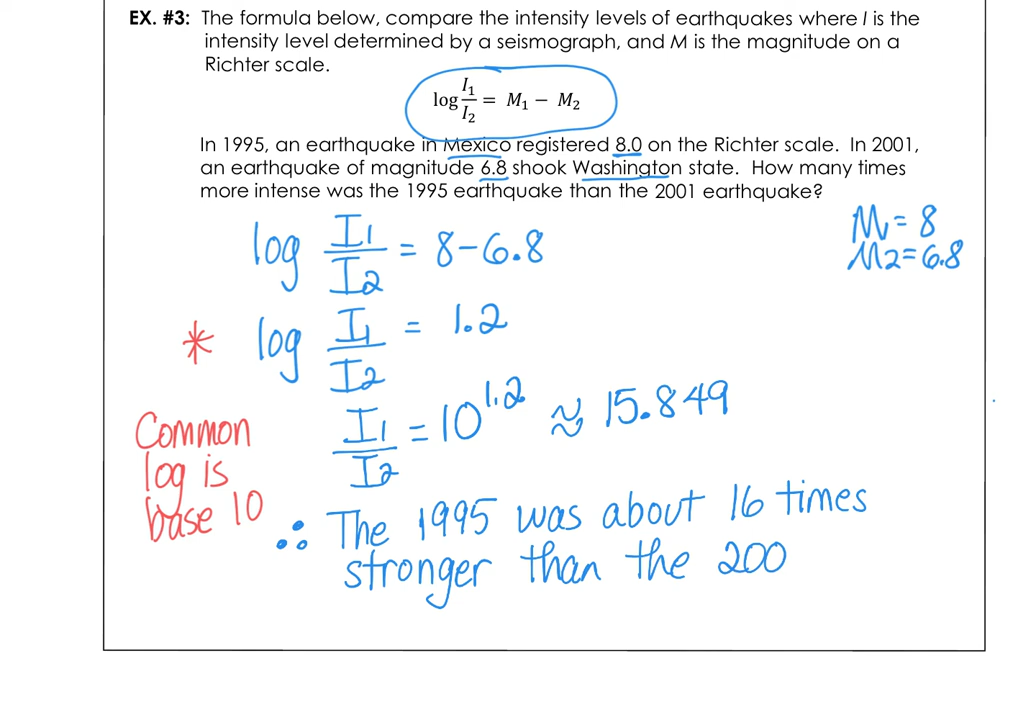 EX. #3: The formula below, compare the intensity levels of earthquakes where I is the
intensity level determined by a seismograph, and M is the magnitude on a
Richter scale.
log I₁/I₂ = M₁ − M₂
In 1995, an earthquake in Mexico registered 8.0 on the Richter scale. In 2001,
an earthquake of magnitude 6.8 shook Washington state. How many times
more intense was the 1995 earthquake than the 2001 earthquake?
M₁ = 8
M2 = 6.8
log I₁/I₂ = 8 − 6.8
* log I₁/I₂ = 1.2
I₁/I₂ = 10^1.2 ≈ 15.849
Common
log is
base 10
∴ The 1995 was about 16 times
stronger than the 200